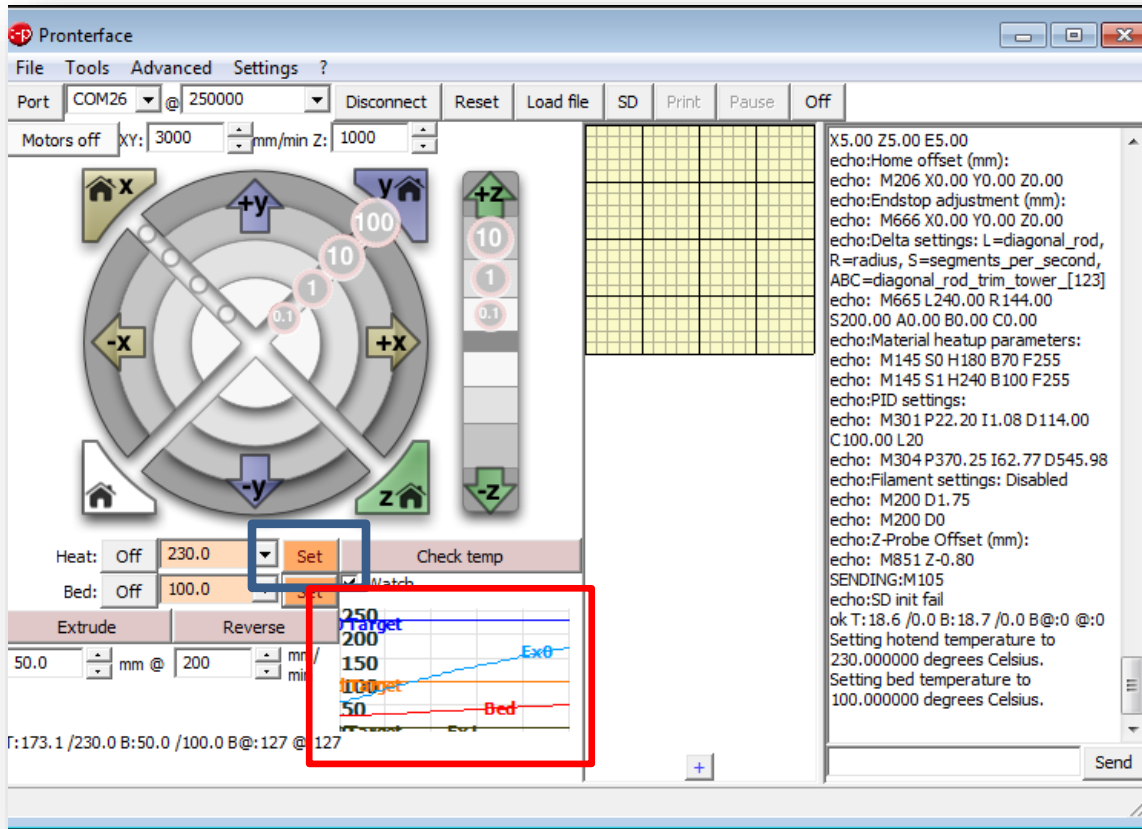 Pronterface
File Tools Advanced Settings ?
Port COM26 @ 250000 Disconnect Reset Load file SD Print Pause Off
Motors off XY: 3000 mm/min Z: 1000
x
y
+y
100
10
1
0.1
-x
+x
-y
z
+Z
10
1
0.1
-Z
Heat: Off 230.0 Set Check temp
Bed: Off 100.0 Set Watch
Extrude Reverse
50.0 mm @ 200 mm/
min
250
Target
200
150
Ex0
100
Target
50
Bed
Target Ex1
T:173.1 /230.0 B:50.0 /100.0 B@:127 @:127
+
X5.00 Z5.00 E5.00
echo:Home offset (mm):
echo: M206 X0.00 Y0.00 Z0.00
echo:Endstop adjustment (mm):
echo: M666 X0.00 Y0.00 Z0.00
echo:Delta settings: L=diagonal_rod,
R=radius, S=segments_per_second,
ABC=diagonal_rod_trim_tower_[123]
echo: M665 L240.00 R144.00
S200.00 A0.00 B0.00 C0.00
echo:Material heatup parameters:
echo: M145 S0 H180 B70 F255
echo: M145 S1 H240 B100 F255
echo:PID settings:
echo: M301 P22.20 I1.08 D114.00
C100.00 L20
echo: M304 P370.25 I62.77 D545.98
echo:Filament settings: Disabled
echo: M200 D1.75
echo: M200 D0
echo:Z-Probe Offset (mm):
echo: M851 Z-0.80
SENDING:M105
echo:SD init fail
ok T:18.6 /0.0 B:18.7 /0.0 B@:0 @:0
Setting hotend temperature to
230.000000 degrees Celsius.
Setting bed temperature to
100.000000 degrees Celsius.
Send